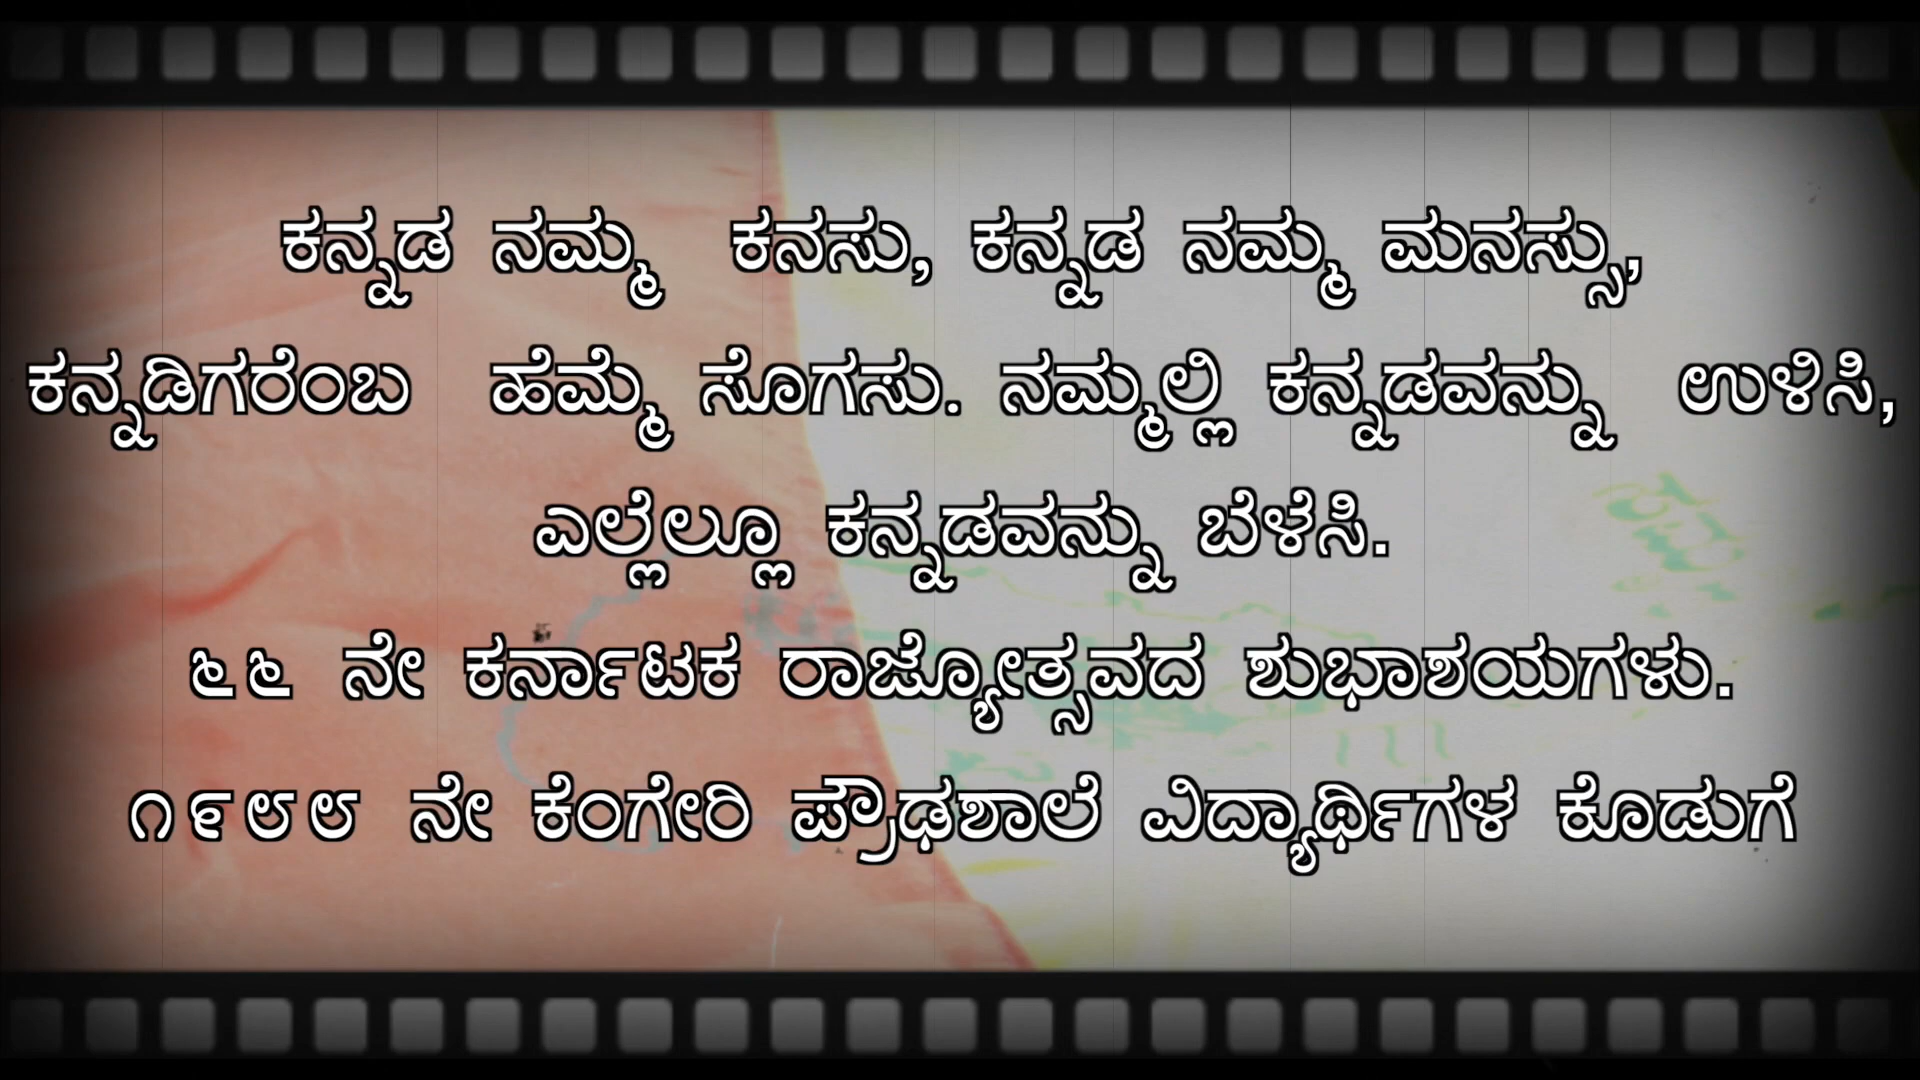 ಕನ್ನಡ ನಮ್ಮ ಕನಸು, ಕನ್ನಡ ನಮ್ಮ ಮನಸ್ಸು,
ಕನ್ನಡಿಗರೆಂಬ ಹೆಮ್ಮೆ ಸೊಗಸು. ನಮ್ಮಲ್ಲಿ ಕನ್ನಡವನ್ನು ಉಳಿಸಿ,
ಎಲ್ಲೆಲ್ಲೂ ಕನ್ನಡವನ್ನು ಬೆಳೆಸಿ.
೬೬ ನೇ ಕರ್ನಾಟಕ ರಾಜ್ಯೋತ್ಸವದ ಶುಭಾಶಯಗಳು.
೧೯೮೮ ನೇ ಕೆಂಗೇರಿ ಪ್ರೌಢಶಾಲೆ ವಿದ್ಯಾರ್ಥಿಗಳ ಕೊಡುಗೆ